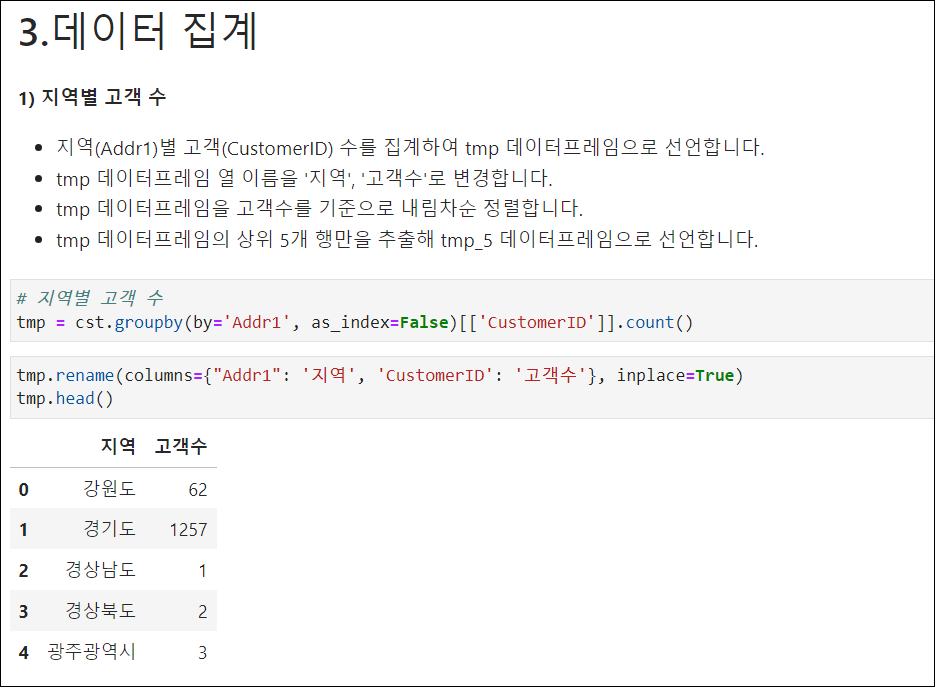 3.데이터 집계
1) 지역별 고객 수
• 지역(Addr1)별 고객(CustomerID) 수를 집계하여 tmp 데이터프레임으로 선언합니다.
• tmp 데이터프레임 열 이름을 '지역', '고객수'로 변경합니다.
• tmp 데이터프레임을 고객수를 기준으로 내림차순 정렬합니다.
• tmp 데이터프레임의 상위 5개 행만을 추출해 tmp_5 데이터프레임으로 선언합니다.
# 지역별 고객 수
tmp = cst.groupby(by='Addr1', as_index=False)[['CustomerID']].count()
tmp.rename(columns={"Addr1": '지역', 'CustomerID': '고객수'}, inplace=True)
tmp.head()
지역 고객수
0 강원도 62
1 경기도 1257
2 경상남도 1
3 경상북도 2
4 광주광역시 3